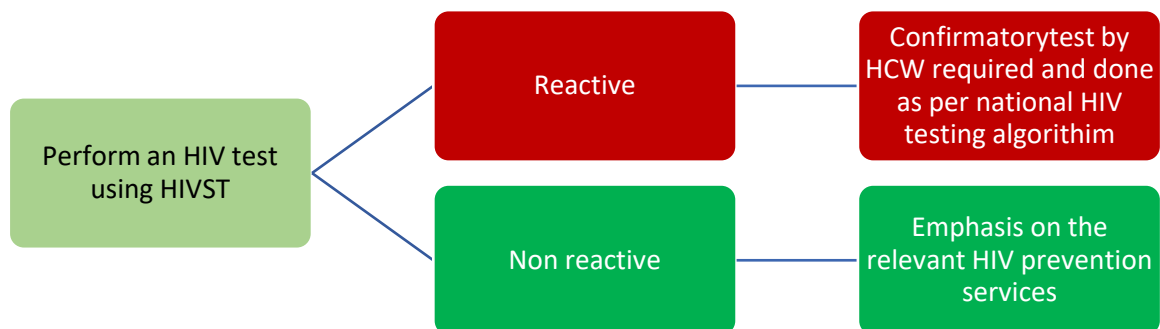 Perform an HIV test
using HIVST
Reactive
Confirmatorytest by
HCW required and done
as per national HIV
testing algorithim
Non reactive
Emphasis on the
relevant HIV prevention
services